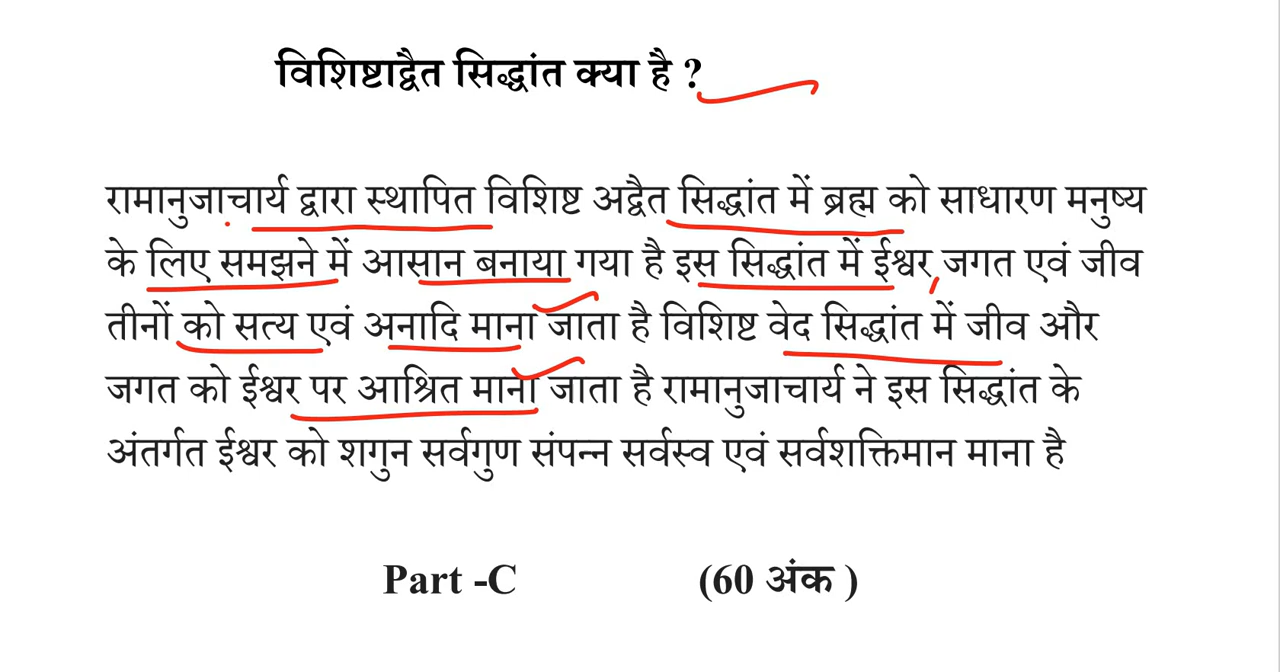 विशिष्टाद्वैत सिद्धांत क्या है ?
रामानुजाचार्य द्वारा स्थापित विशिष्ट अद्वैत सिद्धांत में ब्रह्म को साधारण मनुष्य
के लिए समझने में आसान बनाया गया है इस सिद्धांत में ईश्वर, जगत एवं जीव
तीनों को सत्य एवं अनादि माना जाता है विशिष्ट वेद सिद्धांत में जीव और
जगत को ईश्वर पर आश्रित माना जाता है रामानुजाचार्य ने इस सिद्धांत के
अंतर्गत ईश्वर को शगुन सर्वगुण संपन्न सर्वस्व एवं सर्वशक्तिमान माना है
Part -C (60 अंक )